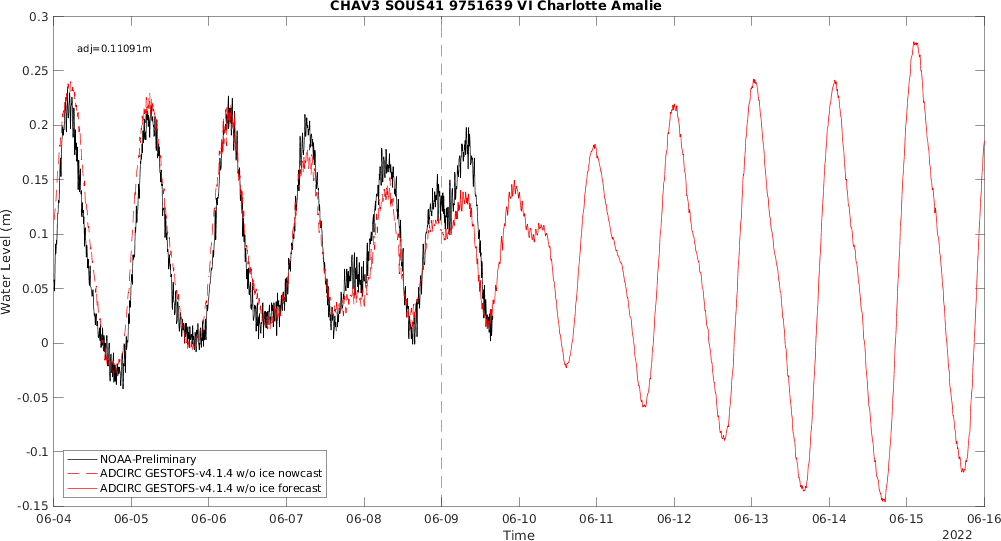 CHAV3 SOUS41 9751639 VI Charlotte Amalie
adj=0.11091m
0.3
0.25
0.2
0.15
0.1
0.05
0
-0.05
-0.1
-0.15
Water Level (m)
NOAA-Preliminary
ADCIRC GESTOFS-v4.1.4 w/o ice nowcast
ADCIRC GESTOFS-v4.1.4 w/o ice forecast
06-04 06-05 06-06 06-07 06-08 06-09 06-10 06-11 06-12 06-13 06-14 06-15 06-16
Time
2022